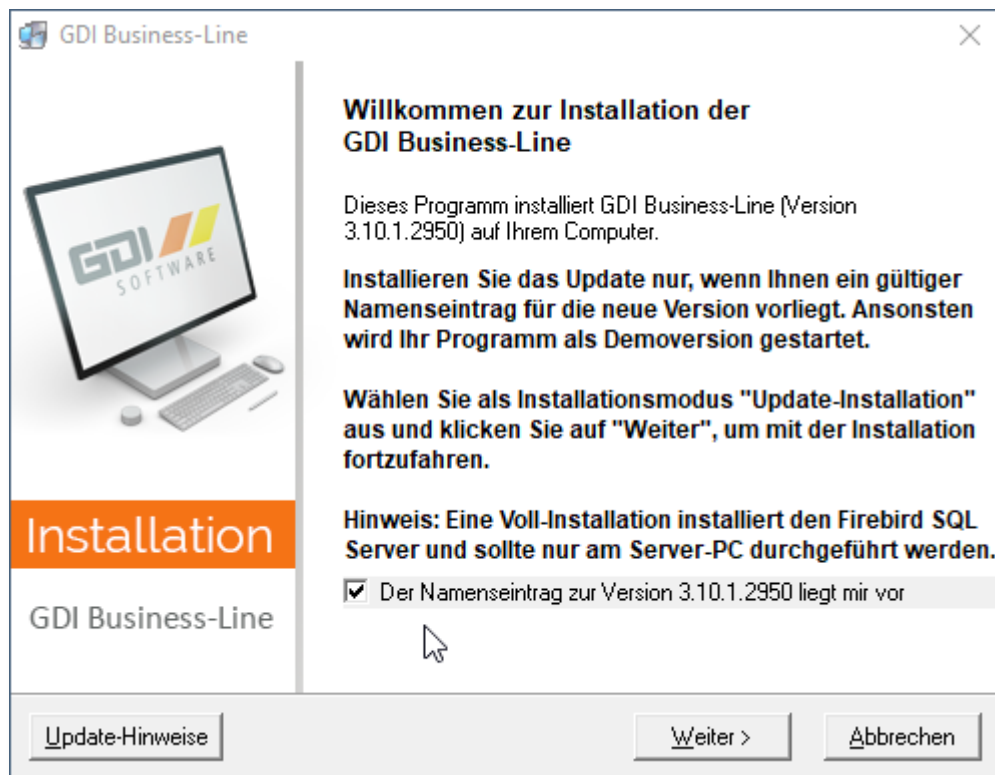 GDI Business-Line
Willkommen zur Installation der
GDI Business-Line
Dieses Programm installiert GDI Business-Line (Version
3.10.1.2950) auf Ihrem Computer.
Installieren Sie das Update nur, wenn Ihnen ein gültiger
Namenseintrag für die neue Version vorliegt. Ansonsten
wird Ihr Programm als Demoversion gestartet.
Wählen Sie als Installationsmodus "Update-Installation"
aus und klicken Sie auf "Weiter", um mit der Installation
fortzufahren.
Hinweis: Eine Voll-Installation installiert den Firebird SQL
Server und sollte nur am Server-PC durchgeführt werden.
Der Namenseintrag zur Version 3.10.1.2950 liegt mir vor
GDI
SOFTWARE
Installation
GDI Business-Line
Update-Hinweise
Weiter >
Abbrechen